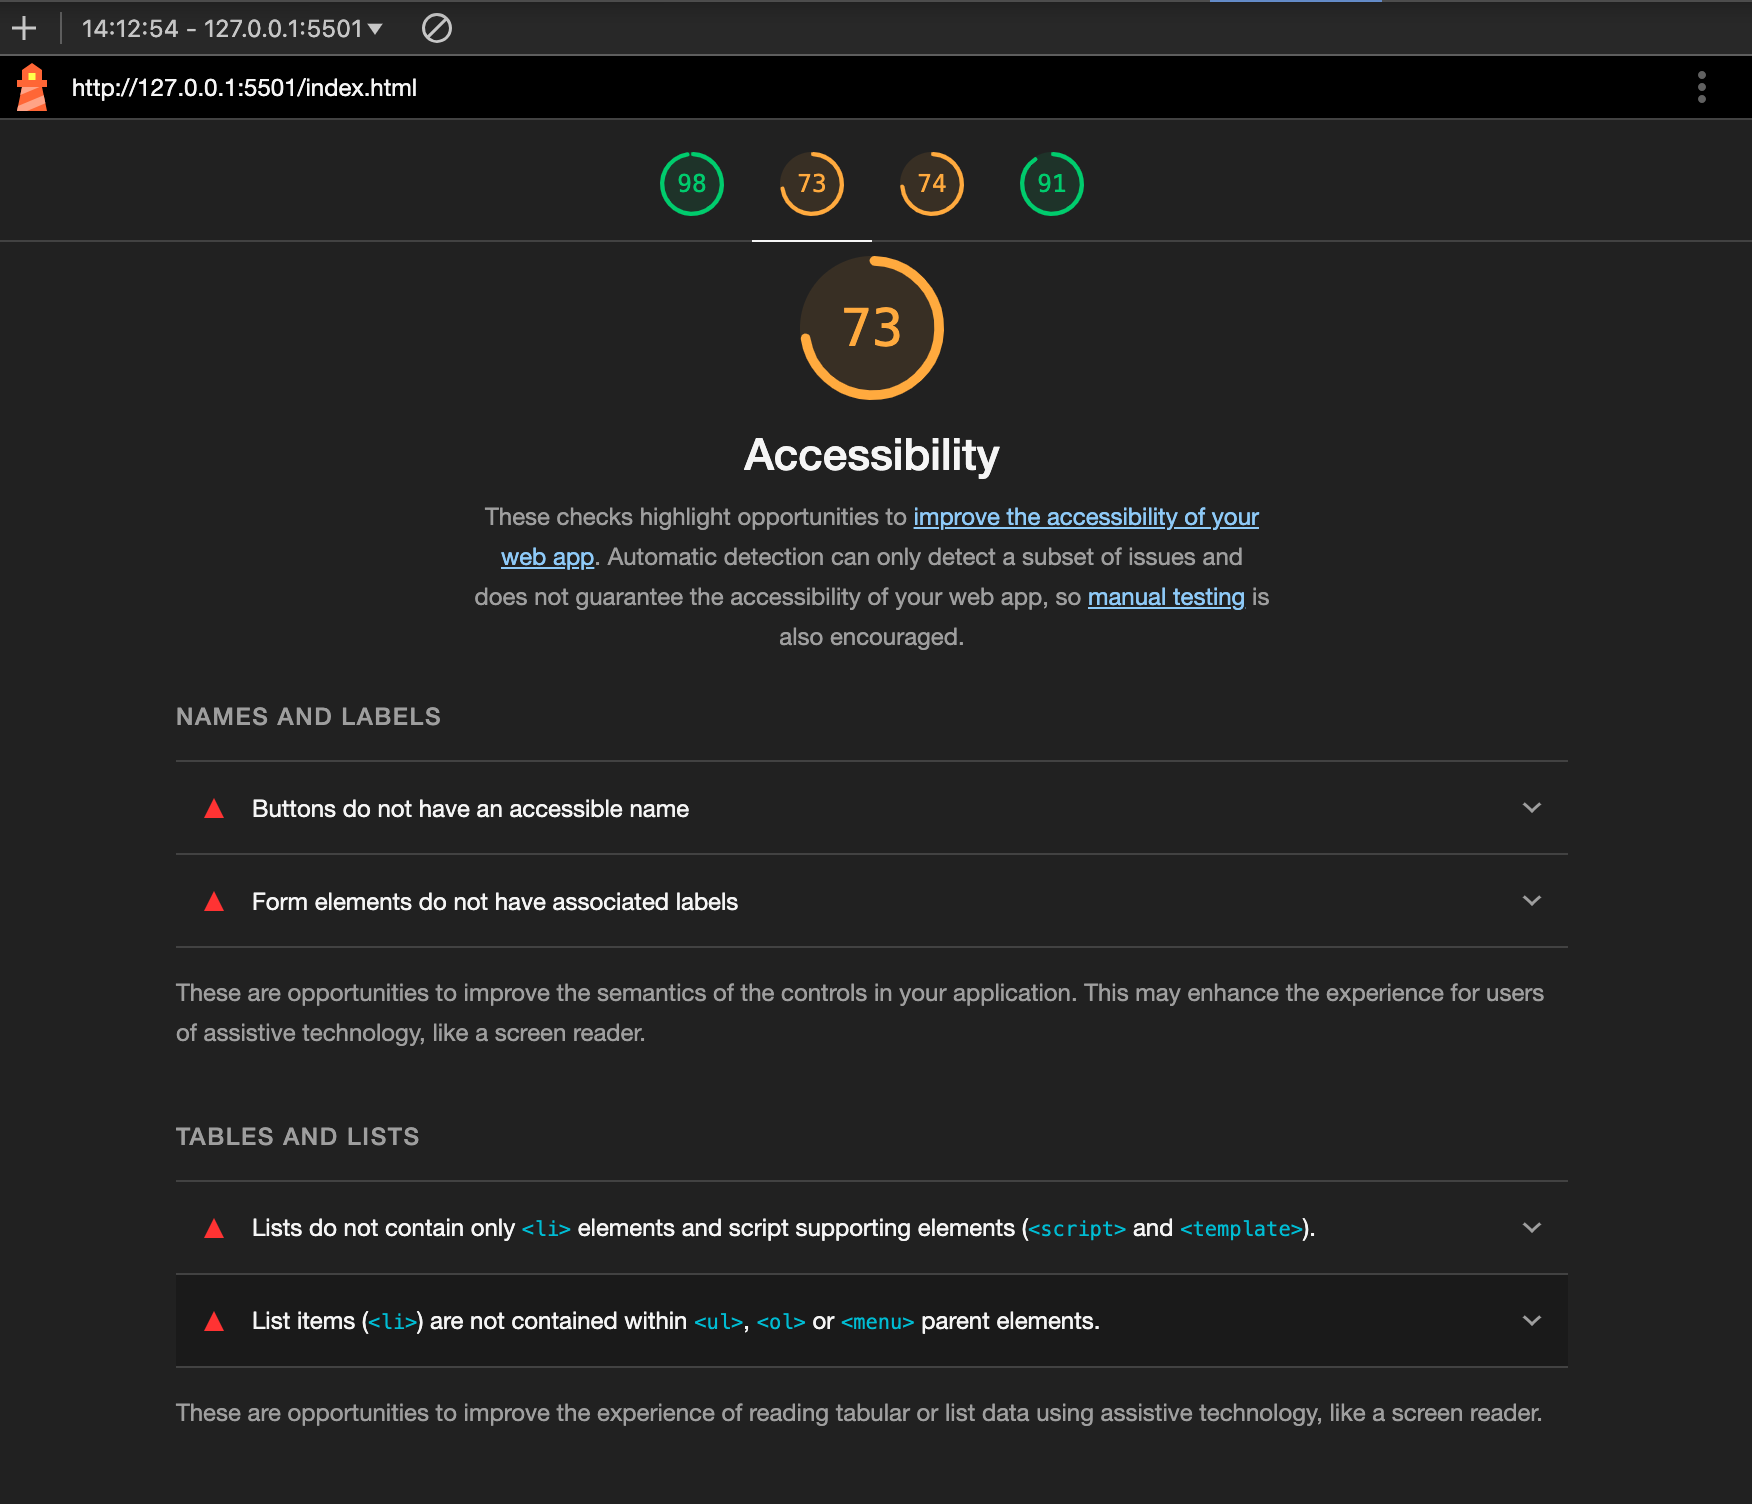 14:12:54 - 127.0.0.1:5501
http://127.0.0.1:5501/index.html
98
73
74
91
73
Accessibility
These checks highlight opportunities to improve the accessibility of your
web app. Automatic detection can only detect a subset of issues and
does not guarantee the accessibility of your web app, so manual testing is
also encouraged.
NAMES AND LABELS
Buttons do not have an accessible name
Form elements do not have associated labels
These are opportunities to improve the semantics of the controls in your application. This may enhance the experience for users
of assistive technology, like a screen reader.
TABLES AND LISTS
Lists do not contain only <li> elements and script supporting elements (<script> and <template>).
List items (<li>) are not contained within <ul>, <ol> or <menu> parent elements.
These are opportunities to improve the experience of reading tabular or list data using assistive technology, like a screen reader.